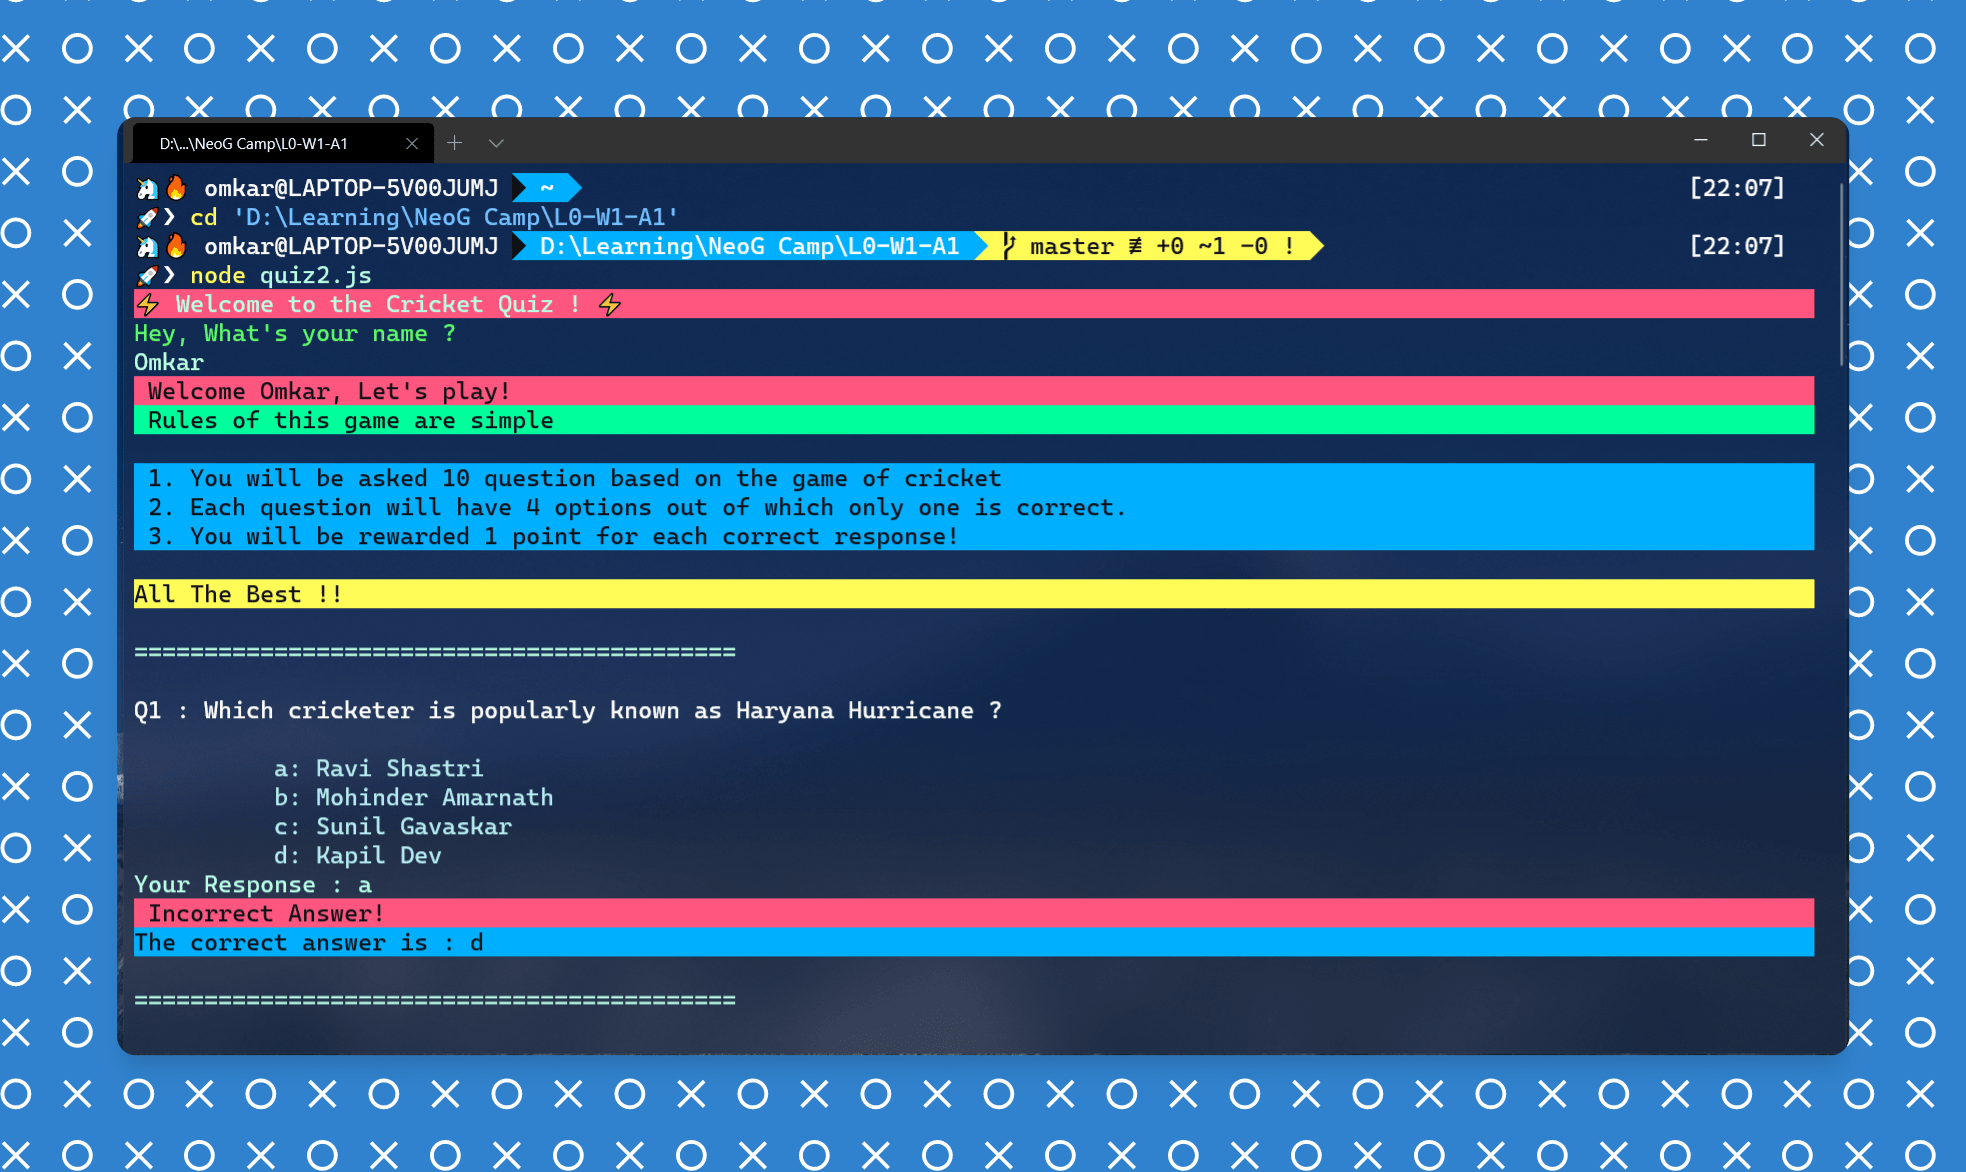 D:\...\NeoG Camp\L0-W1-A1
🦄🔥 omkar@LAPTOP-5V00JUMJ ~ [22:07]
🚀❯ cd 'D:\Learning\NeoG Camp\L0-W1-A1'
🦄🔥 omkar@LAPTOP-5V00JUMJ D:\Learning\NeoG Camp\L0-W1-A1 master ≢ +0 ~1 -0 ! [22:07]
🚀❯ node quiz2.js
⚡ Welcome to the Cricket Quiz ! ⚡
Hey, What's your name ?
Omkar
Welcome Omkar, Let's play!
Rules of this game are simple
1. You will be asked 10 question based on the game of cricket
2. Each question will have 4 options out of which only one is correct.
3. You will be rewarded 1 point for each correct response!
All The Best !!
===========================================
Q1 : Which cricketer is popularly known as Haryana Hurricane ?
a: Ravi Shastri
b: Mohinder Amarnath
c: Sunil Gavaskar
d: Kapil Dev
Your Response : a
Incorrect Answer!
The correct answer is : d
===========================================